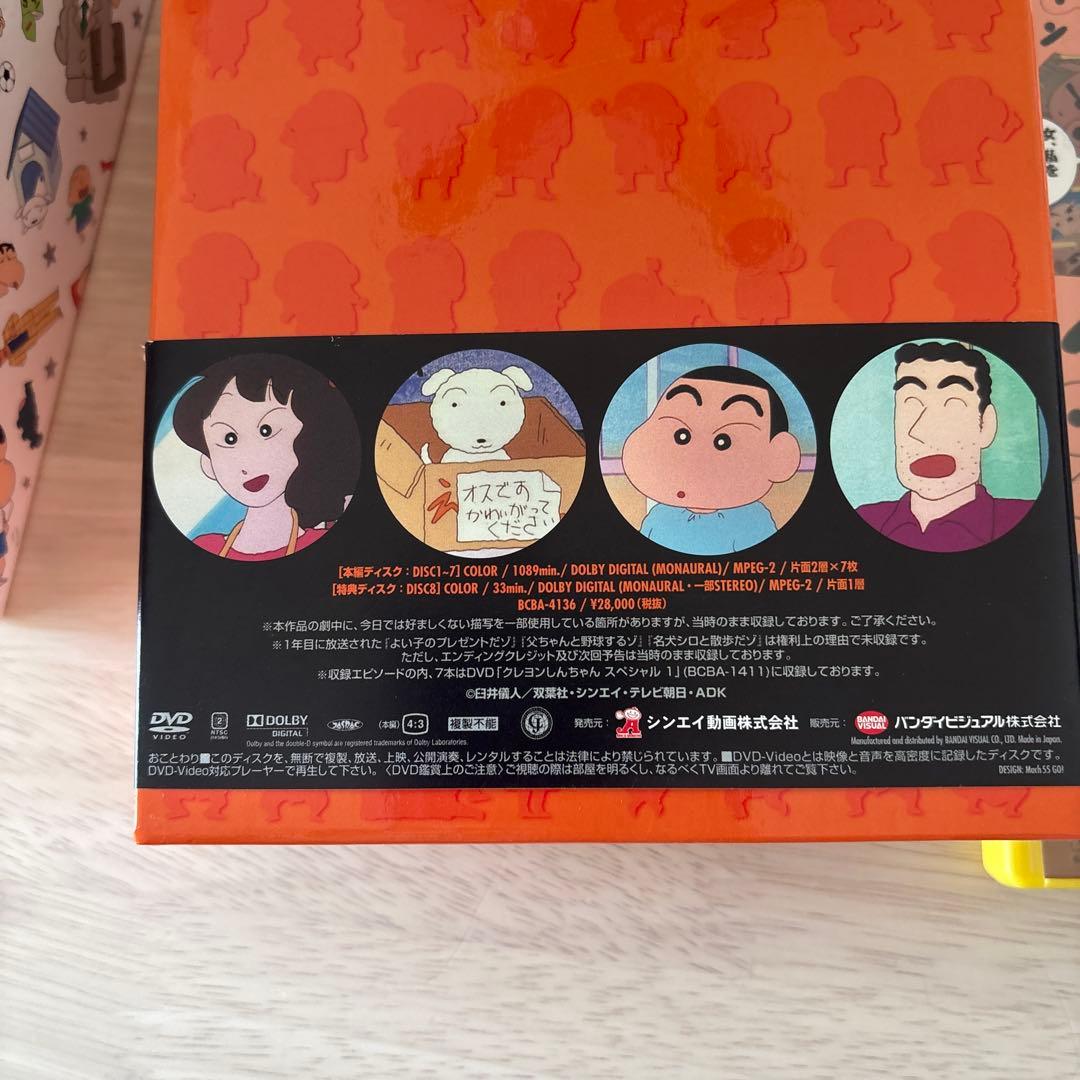 ン
女、私を
オスです
かわいがって
ください
[本編ディスク:DISC1~7] COLOR / 1089min./ DOLBY DIGITAL (MONAURAL)/ MPEG-2 / 片面2層×7枚
[特典ディスク:DISC8] COLOR / 33min./ DOLBY DIGITAL (MONAURAL・一部STEREO)/ MPEG-2 / 片面1層
BCBA-4136 / ¥28,000(税抜)
※本作品の劇中に、今日では好ましくない描写を一部使用している箇所がありますが、当時のまま収録しております。ご了承ください。
※1年目に放送された『よい子のプレゼントだゾ』『父ちゃんと野球するゾ』『名犬シロと散歩だゾ』は権利上の理由で未収録です。
ただし、エンディングクレジット及び次回予告は当時のまま収録しております。
※収録エピソードの内、7本はDVD「クレヨンしんちゃん スペシャル 1」(BCBA-1411)に収録しております。
©臼井儀人/双葉社・シンエイ・テレビ朝日・ADK
DVD VIDEO 2 NTSC DOLBY DIGITAL (本編) 4:3 複製不能 発売元: シンエイ動画株式会社 販売元: BANDAI VISUAL バンダイビジュアル株式会社
Dolby and the double-D symbol are registered trademarks of Dolby Laboratories. Manufactured and distributed by BANDAI VISUAL CO., LTD. Made in Japan.
おことわり■このディスクを、無断で複製、放送、上映、公開演奏、レンタルすることは法律により禁じられています。■DVD-Videoとは映像と音声を高密度に記録したディスクです。
DVD-Video対応プレーヤーで再生して下さい。〈DVD鑑賞上のご注意〉ご視聴の際は部屋を明るくし、なるべくTV画面より離れてご覧下さい。 DESIGN: Mach 55 GO!